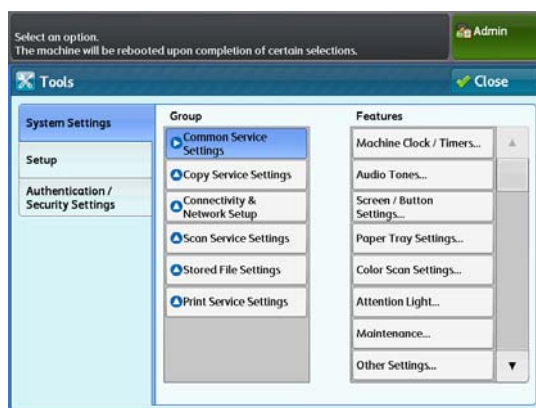 Select an option.
The machine will be rebooted upon completion of certain selections.
Admin
Tools
Close
System Settings
Setup
Authentication /
Security Settings
Group
Common Service
Settings
Copy Service Settings
Connectivity &
Network Setup
Scan Service Settings
Stored File Settings
Print Service Settings
Features
Machine Clock / Timers...
Audio Tones...
Screen / Button
Settings...
Paper Tray Settings...
Color Scan Settings...
Attention Light...
Maintenance...
Other Settings...